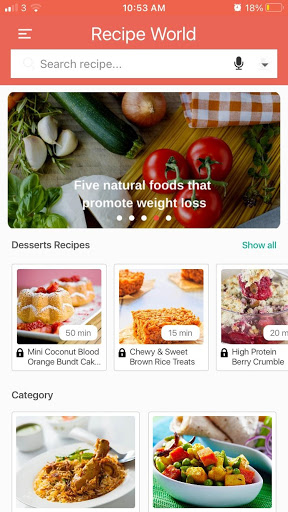 3 10:53 AM 18%
Recipe World
Search recipe...
Five natural foods that
promote weight loss
Desserts Recipes Show all
50 min 15 min 20 m
Mini Coconut Blood Chewy & Sweet High Protein
Orange Bundt Cak... Brown Rice Treats Berry Crumble
Category